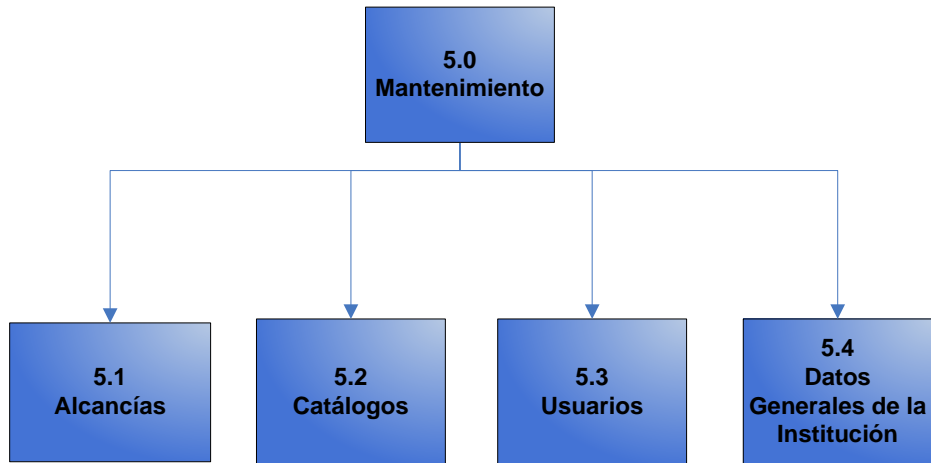 5.0
Mantenimiento
5.1
Alcancías
5.2
Catálogos
5.3
Usuarios
5.4
Datos
Generales de la
Institución